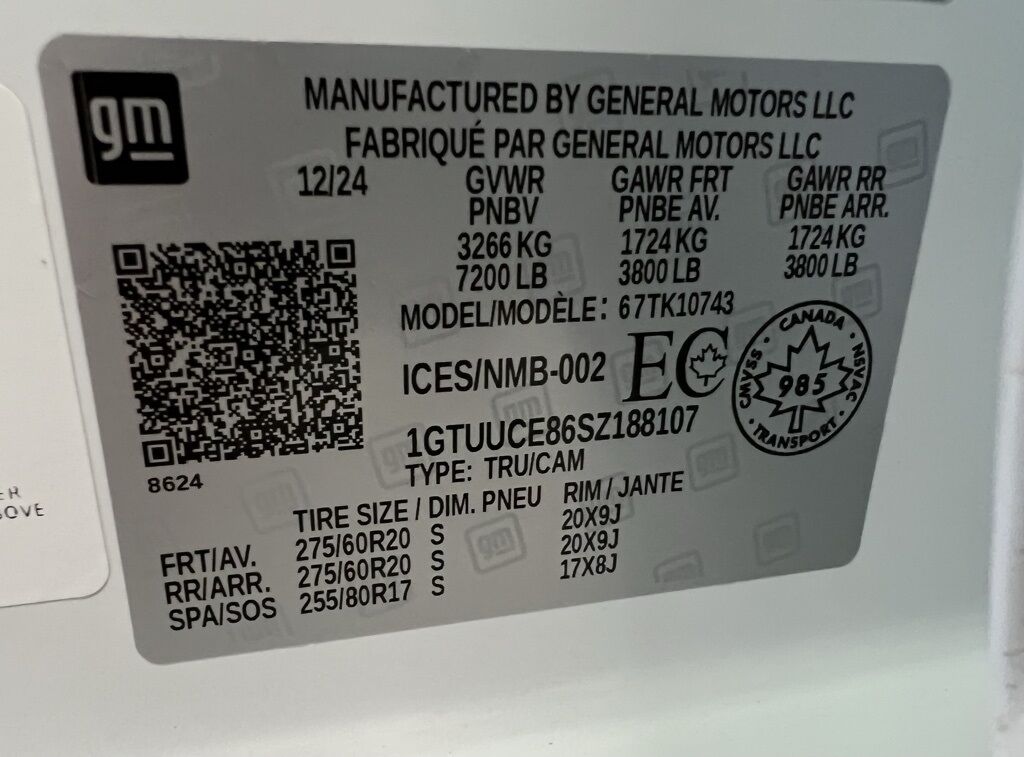 gm
MANUFACTURED BY GENERAL MOTORS LLC
FABRIQUÉ PAR GENERAL MOTORS LLC
12/24 GVWR GAWR FRT GAWR RR
PNBV PNBE AV. PNBE ARR.
3266 KG 1724 KG 1724 KG
7200 LB 3800 LB 3800 LB
MODEL/MODÈLE: 67TK10743
ICES/NMB-002 EC
CANADA
CMVSS 985 NSVAC
TRANSPORT
1GTUUCE86SZ188107
8624
TYPE: TRU/CAM
TIRE SIZE / DIM. PNEU RIM / JANTE
FRT/AV. 275/60R20 S 20X9J
RR/ARR. 275/60R20 S 20X9J
SPA/SOS 255/80R17 S 17X8J